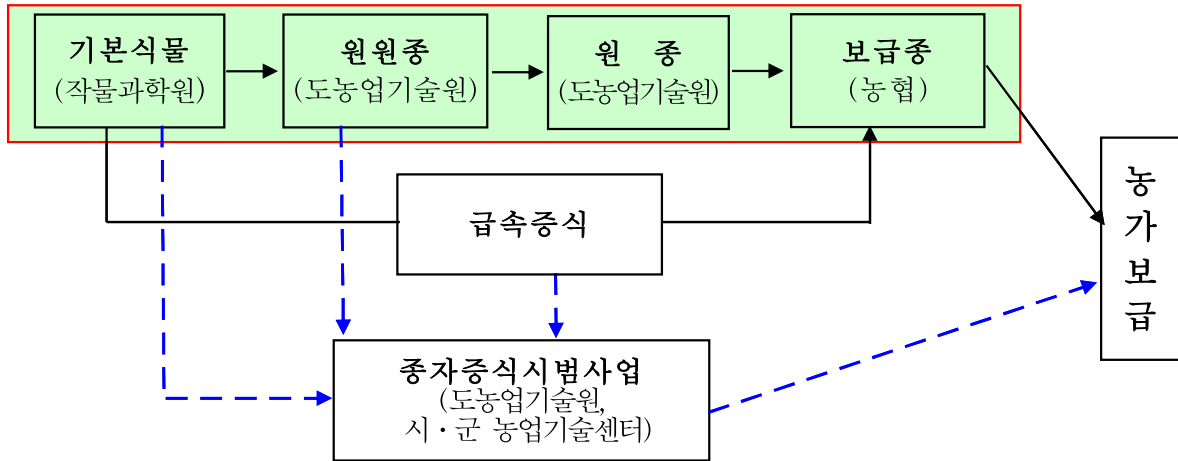 기본식물
(작물과학원)
원원종
(도농업기술원)
원 종
(도농업기술원)
보급종
(농협)
급속증식
농
가
보
급
종자증식시범사업
(도농업기술원,
시·군 농업기술센터)